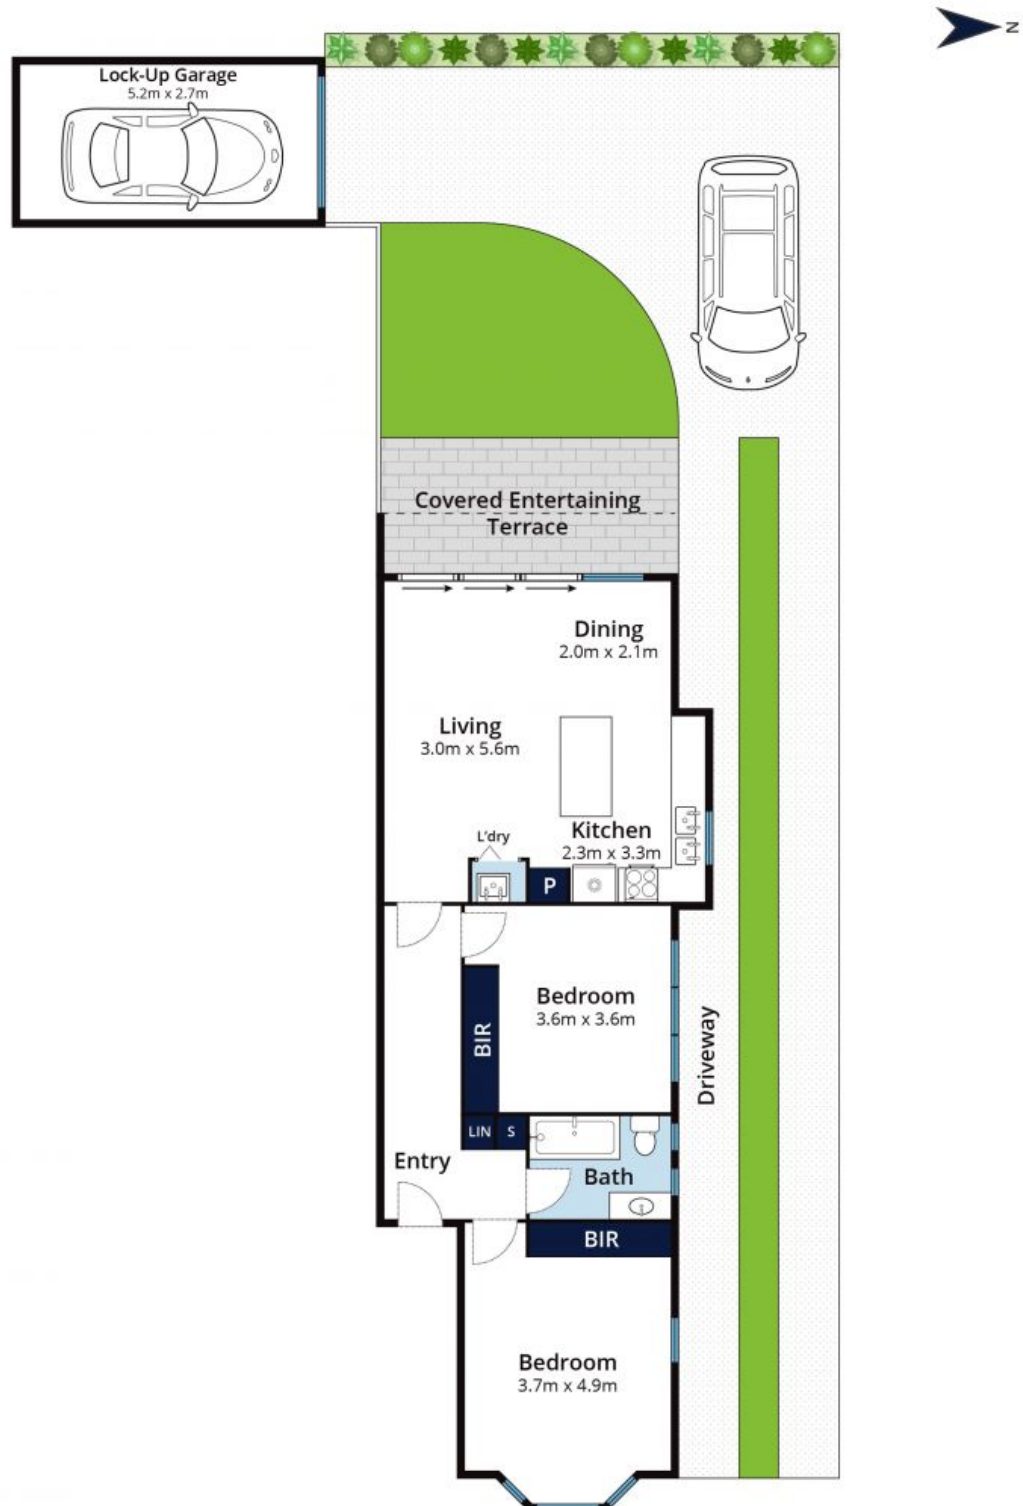 N
Lock-Up Garage
5.2m x 2.7m
Covered Entertaining
Terrace
Dining
2.0m x 2.1m
Living
3.0m x 5.6m
L'dry
Kitchen
2.3m x 3.3m
P
Bedroom
3.6m x 3.6m
BIR
Driveway
LIN
S
Entry
Bath
BIR
Bedroom
3.7m x 4.9m